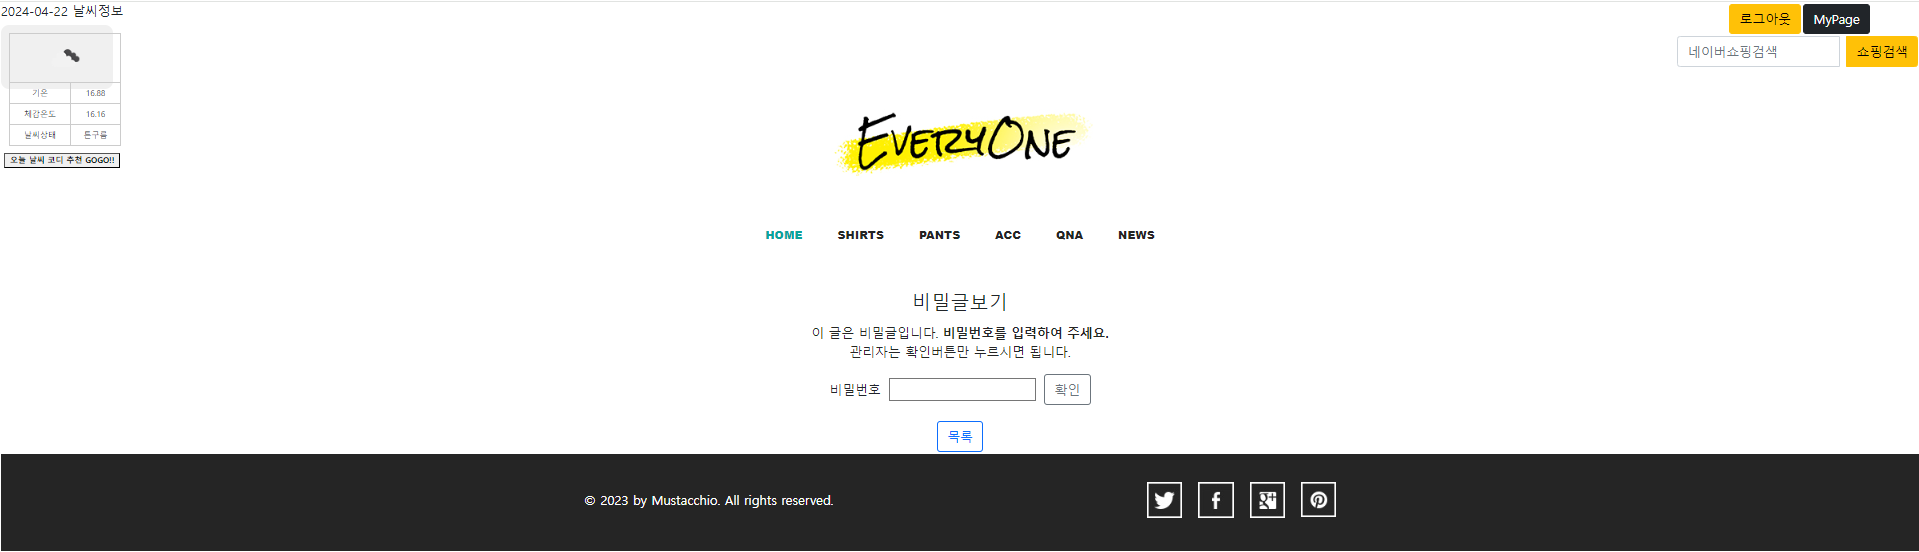 2024-04-22 날씨정보
로그아웃 MyPage
네이버쇼핑검색 쇼핑검색
기온 16.88
체감온도 16.16
날씨상태 튼구름
오늘 날씨 코디 추천 GOGO!!
EVERYONE
HOME SHIRTS PANTS ACC QNA NEWS
비밀글보기
이 글은 비밀글입니다. 비밀번호를 입력하여 주세요.
관리자는 확인버튼만 누르시면 됩니다.
비밀번호 확인
목록
© 2023 by Mustacchio. All rights reserved.